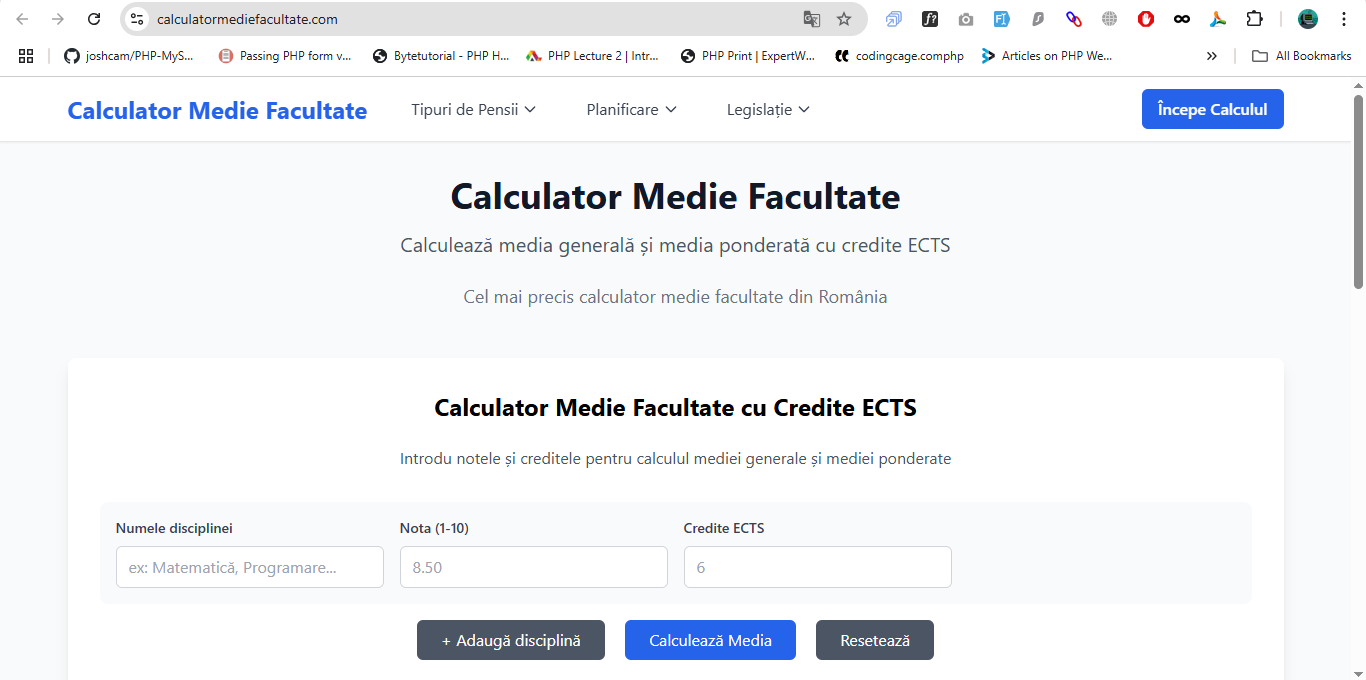 calculatormediefacultate.com
joshcam/PHP-MyS...
Passing PHP form v...
Bytetutorial - PHP H...
PHP Lecture 2 | Intr...
PHP Print | ExpertW...
codingcage.comphp
Articles on PHP We...
»
All Bookmarks
Calculator Medie Facultate
Tipuri de Pensii
Planificare
Legislație
Începe Calculul
Calculator Medie Facultate
Calculează media generală și media ponderată cu credite ECTS
Cel mai precis calculator medie facultate din România
Calculator Medie Facultate cu Credite ECTS
Introdu notele și creditele pentru calculul mediei generale și mediei ponderate
Numele disciplinei
Nota (1-10)
Credite ECTS
ex: Matematică, Programare...
8.50
6
+ Adaugă disciplină
Calculează Media
Resetează